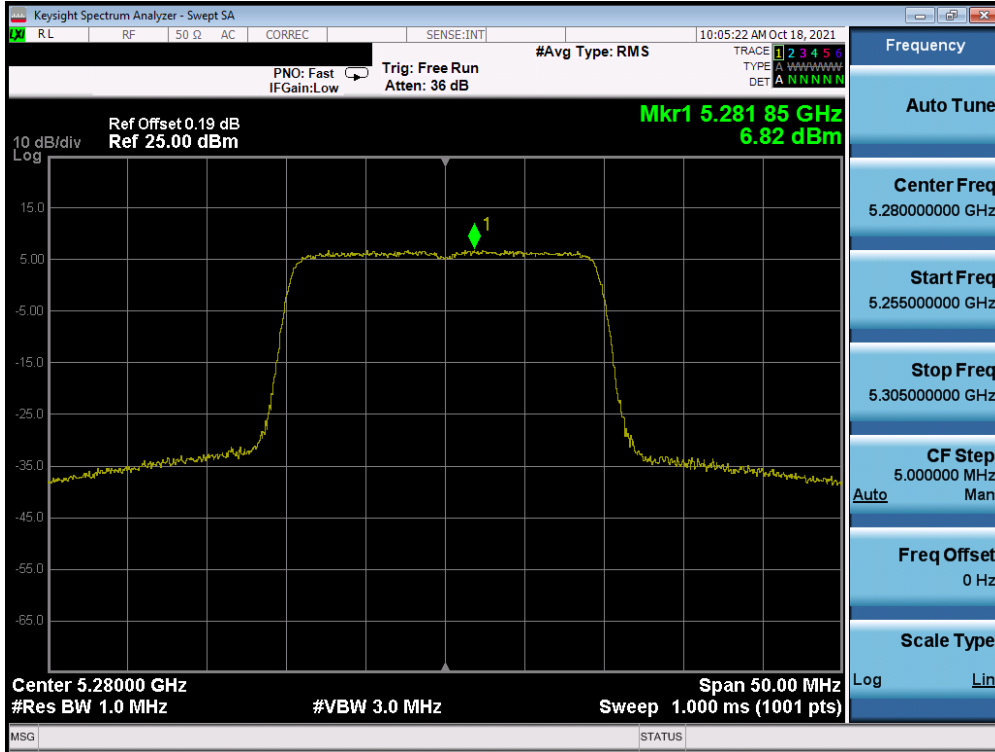 Keysight Spectrum Analyzer - Swept SA
LXI RL RF 50 Ω AC CORREC SENSE:INT 10:05:22 AM Oct 18, 2021
#Avg Type: RMS
TRACE 1 2 3 4 5 6
TYPE A WWWWW
DET A N N N N N
PNO: Fast
IFGain:Low
Trig: Free Run
Atten: 36 dB
Mkr1 5.281 85 GHz
6.82 dBm
Ref Offset 0.19 dB
10 dB/div Ref 25.00 dBm
Log
1
15.0
5.00
-5.00
-15.0
-25.0
-35.0
-45.0
-55.0
-65.0
Center 5.28000 GHz Span 50.00 MHz
#Res BW 1.0 MHz #VBW 3.0 MHz Sweep 1.000 ms (1001 pts)
MSG STATUS
Frequency
Auto Tune
Center Freq
5.280000000 GHz
Start Freq
5.255000000 GHz
Stop Freq
5.305000000 GHz
CF Step
5.000000 MHz
Auto Man
Freq Offset
0 Hz
Scale Type
Log Lin